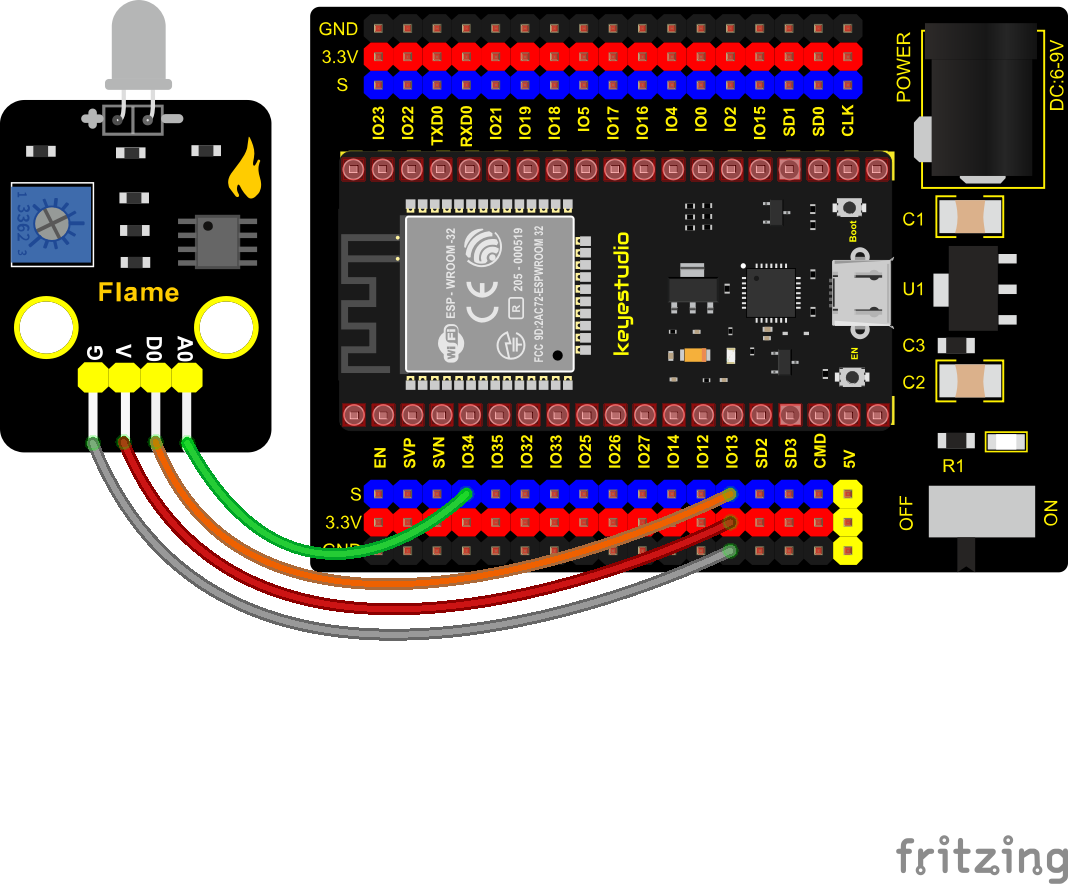 GND
3.3V
S
IO23 IO22 TXD0 RXD0 IO21 IO19 IO18 IO5 IO17 IO16 IO4 IO0 IO2 IO15 SD1 SD0 CLK
POWER
DC:6-9V
1 3362 3
Flame
G V D0 A0
ESP-WROOM-32
WiFi
CE
R
205-000519
FCC 9D:2AC72-ESPWROOM 32
keyestudio
Boot
EN
C1
U1
C3
C2
R1
OFF
ON
EN SVP SVN IO34 IO35 IO32 IO33 IO25 IO26 IO27 IO14 IO12 IO13 SD2 SD3 CMD 5V
S
3.3V
GND
fritzing